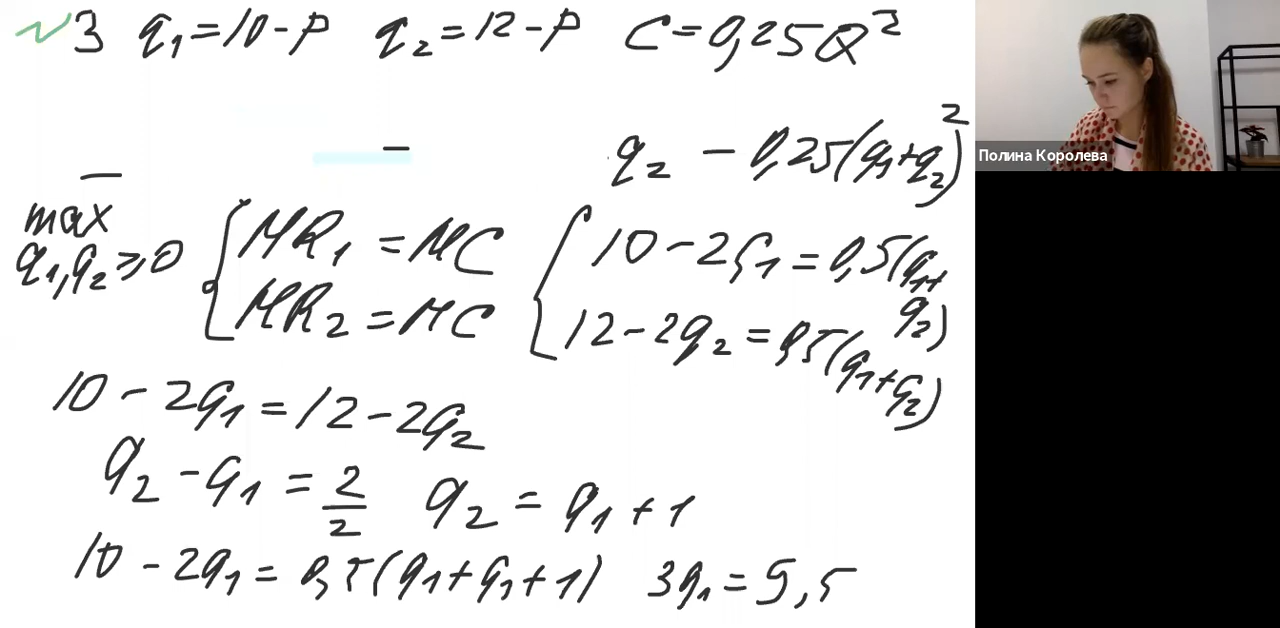 №3 q₁=10-p q₂=12-p C=0,25Q²
q₂ - 0,25(q₁+q₂)²
Полина Королева
max
q₁,q₂≥0
MR₁=MC
MR₂=MC
10-2q₁=0,5(q₁+q₂)
12-2q₂=0,5(q₁+q₂)
10-2q₁=12-2q₂
q₂-q₁=2/2 q₂=q₁+1
10-2q₁=0,5(q₁+q₁+1) 3q₁=9,5